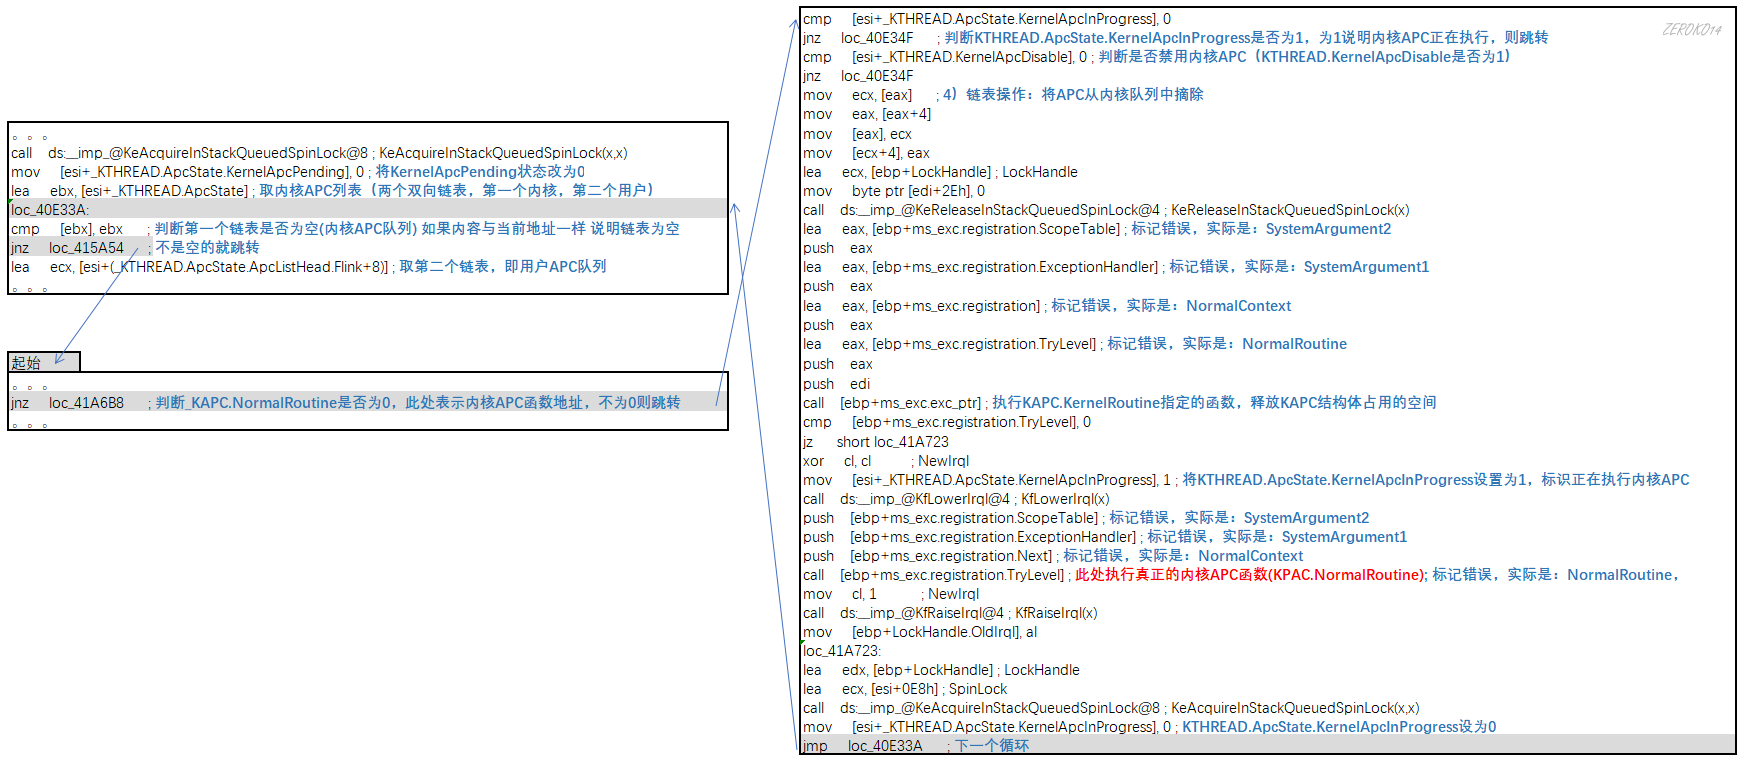 。。。
call ds:__imp_@KeAcquireInStackQueuedSpinLock@8 ; KeAcquireInStackQueuedSpinLock(x,x)
mov [esi+_KTHREAD.ApcState.KernelApcPending], 0 ; 将KernelApcPending状态改为0
lea ebx, [esi+_KTHREAD.ApcState] ; 取内核APC列表（两个双向链表，第一个内核，第二个用户）
loc_40E33A:
cmp [ebx], ebx ; 判断第一个链表是否为空(内核APC队列) 如果内容与当前地址一样 说明链表为空
jnz loc_415A54 ; 不是空的就跳转
lea ecx, [esi+(_KTHREAD.ApcState.ApcListHead.Flink+8)] ; 取第二个链表，即用户APC队列
。。。
起始
。。。
jnz loc_41A6B8 ; 判断_KAPC.NormalRoutine是否为0，此处表示内核APC函数地址，不为0则跳转
。。。
cmp [esi+_KTHREAD.ApcState.KernelApcInProgress], 0
jnz loc_40E34F ; 判断KTHREAD.ApcState.KernelApcInProgress是否为1，为1说明内核APC正在执行，则跳转
cmp [esi+_KTHREAD.KernelApcDisable], 0 ; 判断是否禁用内核APC（KTHREAD.KernelApcDisable是否为1）
jnz loc_40E34F
mov ecx, [eax] ; 4）链表操作：将APC从内核队列中摘除
mov eax, [eax+4]
mov [eax], ecx
mov [ecx+4], eax
lea ecx, [ebp+LockHandle] ; LockHandle
mov byte ptr [edi+2Eh], 0
call ds:__imp_@KeReleaseInStackQueuedSpinLock@4 ; KeReleaseInStackQueuedSpinLock(x)
lea eax, [ebp+ms_exc.registration.ScopeTable] ; 标记错误，实际是：SystemArgument2
push eax
lea eax, [ebp+ms_exc.registration.ExceptionHandler] ; 标记错误，实际是：SystemArgument1
push eax
lea eax, [ebp+ms_exc.registration] ; 标记错误，实际是：NormalContext
push eax
lea eax, [ebp+ms_exc.registration.TryLevel] ; 标记错误，实际是：NormalRoutine
push eax
push edi
call [ebp+ms_exc.exc_ptr] ; 执行KAPC.KernelRoutine指定的函数，释放KAPC结构体占用的空间
cmp [ebp+ms_exc.registration.TryLevel], 0
jz short loc_41A723
xor cl, cl ; NewIrql
mov [esi+_KTHREAD.ApcState.KernelApcInProgress], 1 ; 将KTHREAD.ApcState.KernelApcInProgress设置为1，标识正在执行内核APC
call ds:__imp_@KfLowerIrql@4 ; KfLowerIrql(x)
push [ebp+ms_exc.registration.ScopeTable] ; 标记错误，实际是：SystemArgument2
push [ebp+ms_exc.registration.ExceptionHandler] ; 标记错误，实际是：SystemArgument1
push [ebp+ms_exc.registration.Next] ; 标记错误，实际是：NormalContext
call [ebp+ms_exc.registration.TryLevel] ; 此处执行真正的内核APC函数(KPAC.NormalRoutine); 标记错误，实际是：NormalRoutine，
mov cl, 1 ; NewIrql
call ds:__imp_@KfRaiseIrql@4 ; KfRaiseIrql(x)
mov [ebp+LockHandle.OldIrql], al
loc_41A723:
lea edx, [ebp+LockHandle] ; LockHandle
lea ecx, [esi+0E8h] ; SpinLock
call ds:__imp_@KeAcquireInStackQueuedSpinLock@8 ; KeAcquireInStackQueuedSpinLock(x,x)
mov [esi+_KTHREAD.ApcState.KernelApcInProgress], 0 ; KTHREAD.ApcState.KernelApcInProgress设为0
jmp loc_40E33A ; 下一个循环
ZEROKO14